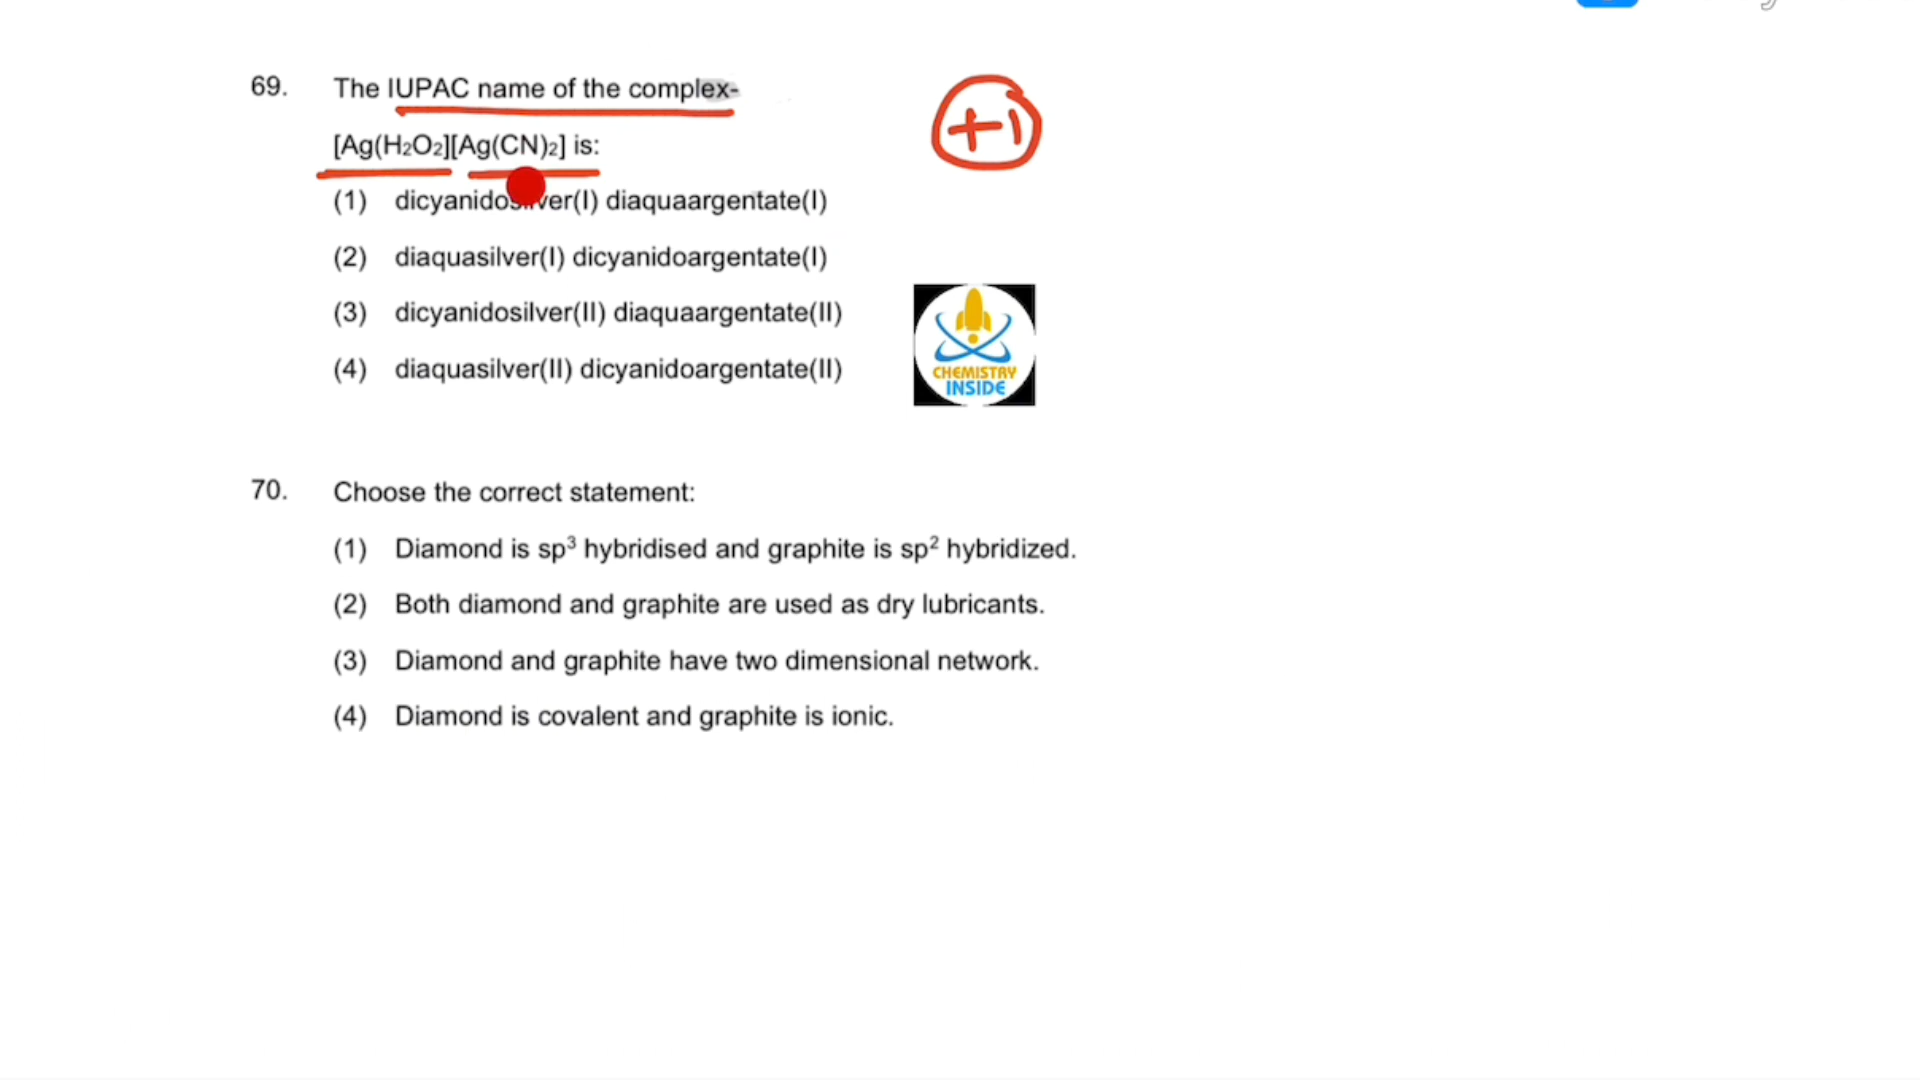 69. The IUPAC name of the complex-
+1
[Ag(H₂O₂][Ag(CN)₂] is:
(1) dicyanidosilver(I) diaquaargentate(I)
(2) diaquasilver(I) dicyanidoargentate(I)
(3) dicyanidosilver(II) diaquaargentate(II)
(4) diaquasilver(II) dicyanidoargentate(II)
CHEMISTRY
INSIDE
70. Choose the correct statement:
(1) Diamond is sp³ hybridised and graphite is sp² hybridized.
(2) Both diamond and graphite are used as dry lubricants.
(3) Diamond and graphite have two dimensional network.
(4) Diamond is covalent and graphite is ionic.